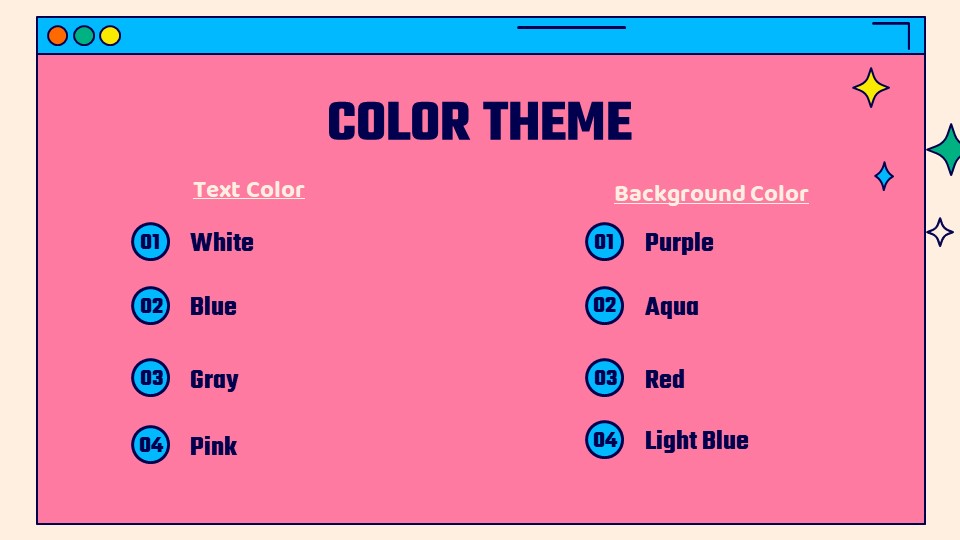 COLOR THEME
Text Color
01 White
02 Blue
03 Gray
04 Pink
Background Color
01 Purple
02 Aqua
03 Red
04 Light Blue